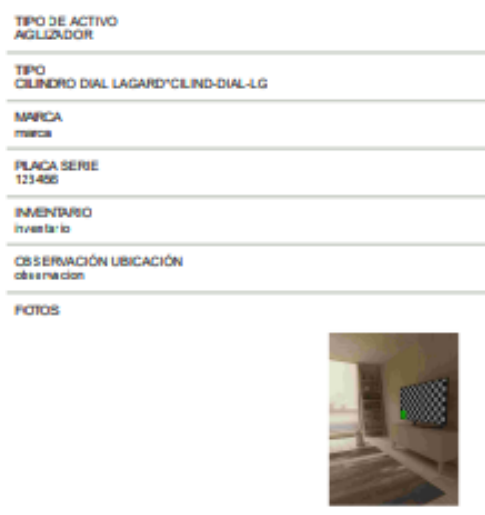 TIPO DE ACTIVO
AGILIZADOR
TIPO
CILINDRO DIAL LAGARD*CILIND-DIAL-LG
MARCA
marca
PLACA SERIE
123456
INVENTARIO
inventario
OBSERVACIÓN UBICACIÓN
observacion
FOTOS